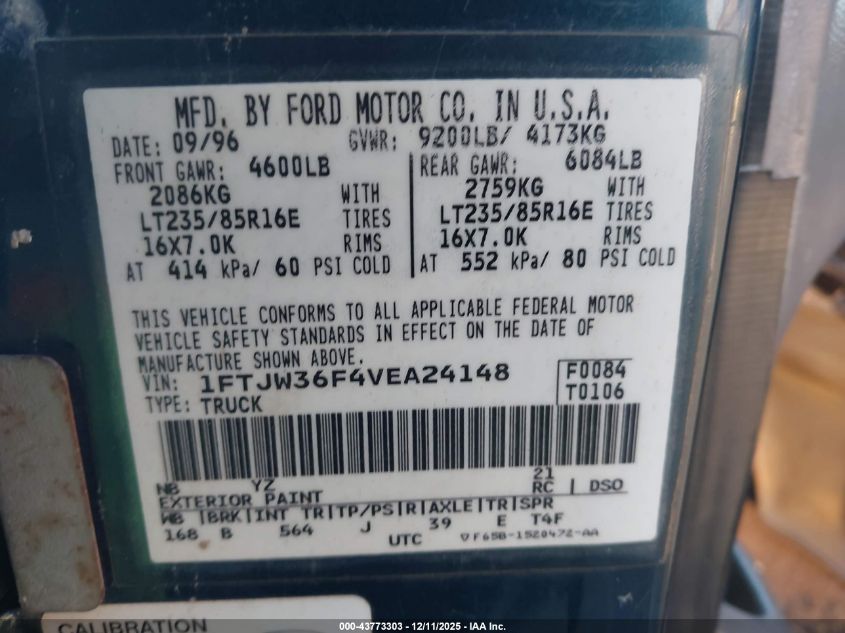 MFD. BY FORD MOTOR CO. IN U.S.A.
DATE: 09/96 GVWR: 9200LB/ 4173KG
FRONT GAWR: 4600LB REAR GAWR: 6084LB
2086KG WITH 2759KG WITH
LT235/85R16E TIRES LT235/85R16E TIRES
16X7.0K RIMS 16X7.0K RIMS
AT 414 kPa/ 60 PSI COLD AT 552 kPa/ 80 PSI COLD
THIS VEHICLE CONFORMS TO ALL APPLICABLE FEDERAL MOTOR
VEHICLE SAFETY STANDARDS IN EFFECT ON THE DATE OF
MANUFACTURE SHOWN ABOVE.
VIN: 1FTJW36F4VEA24148 F0084
TYPE: TRUCK T0106
NB YZ 21
EXTERIOR PAINT RC | DSO
WB |BRK|INT TR|TP/PS|R|AXLE|TR|SPR
168 B 564 J 39 E T4F
UTC ▽F65B-1520472-AA
CALIBRATION
000-43773303 - 12/11/2025 - IAA Inc.